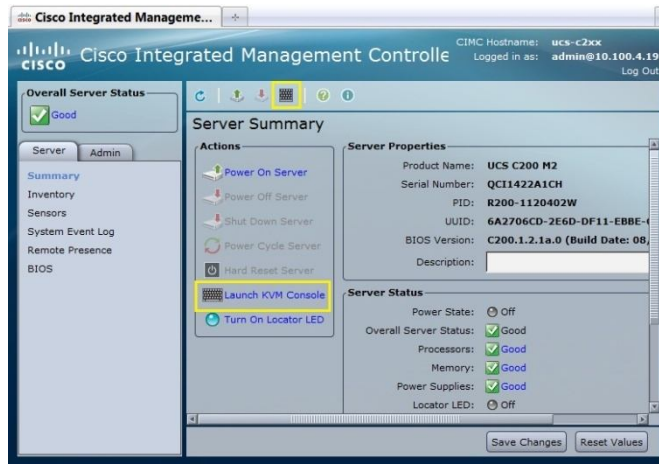 Cisco Integrated Manageme...
CISCO
Cisco Integrated Management Controlle
CIMC Hostname: ucs-c2xx
Logged in as: admin@10.100.4.19
Log Out
Overall Server Status
Good
Server Admin
Summary
Inventory
Sensors
System Event Log
Remote Presence
BIOS
Server Summary
Actions
Power On Server
Power Off Server
Shut Down Server
Power Cycle Server
Hard Reset Server
Launch KVM Console
Turn On Locator LED
Server Properties
Product Name: UCS C200 M2
Serial Number: QCI1422A1CH
PID: R200-1120402W
UUID: 6A2706CD-2E6D-DF11-EBBE-
BIOS Version: C200.1.2.1a.0 (Build Date: 08,
Description:
Server Status
Power State: Off
Overall Server Status: Good
Processors: Good
Memory: Good
Power Supplies: Good
Locator LED: Off
Save Changes Reset Values